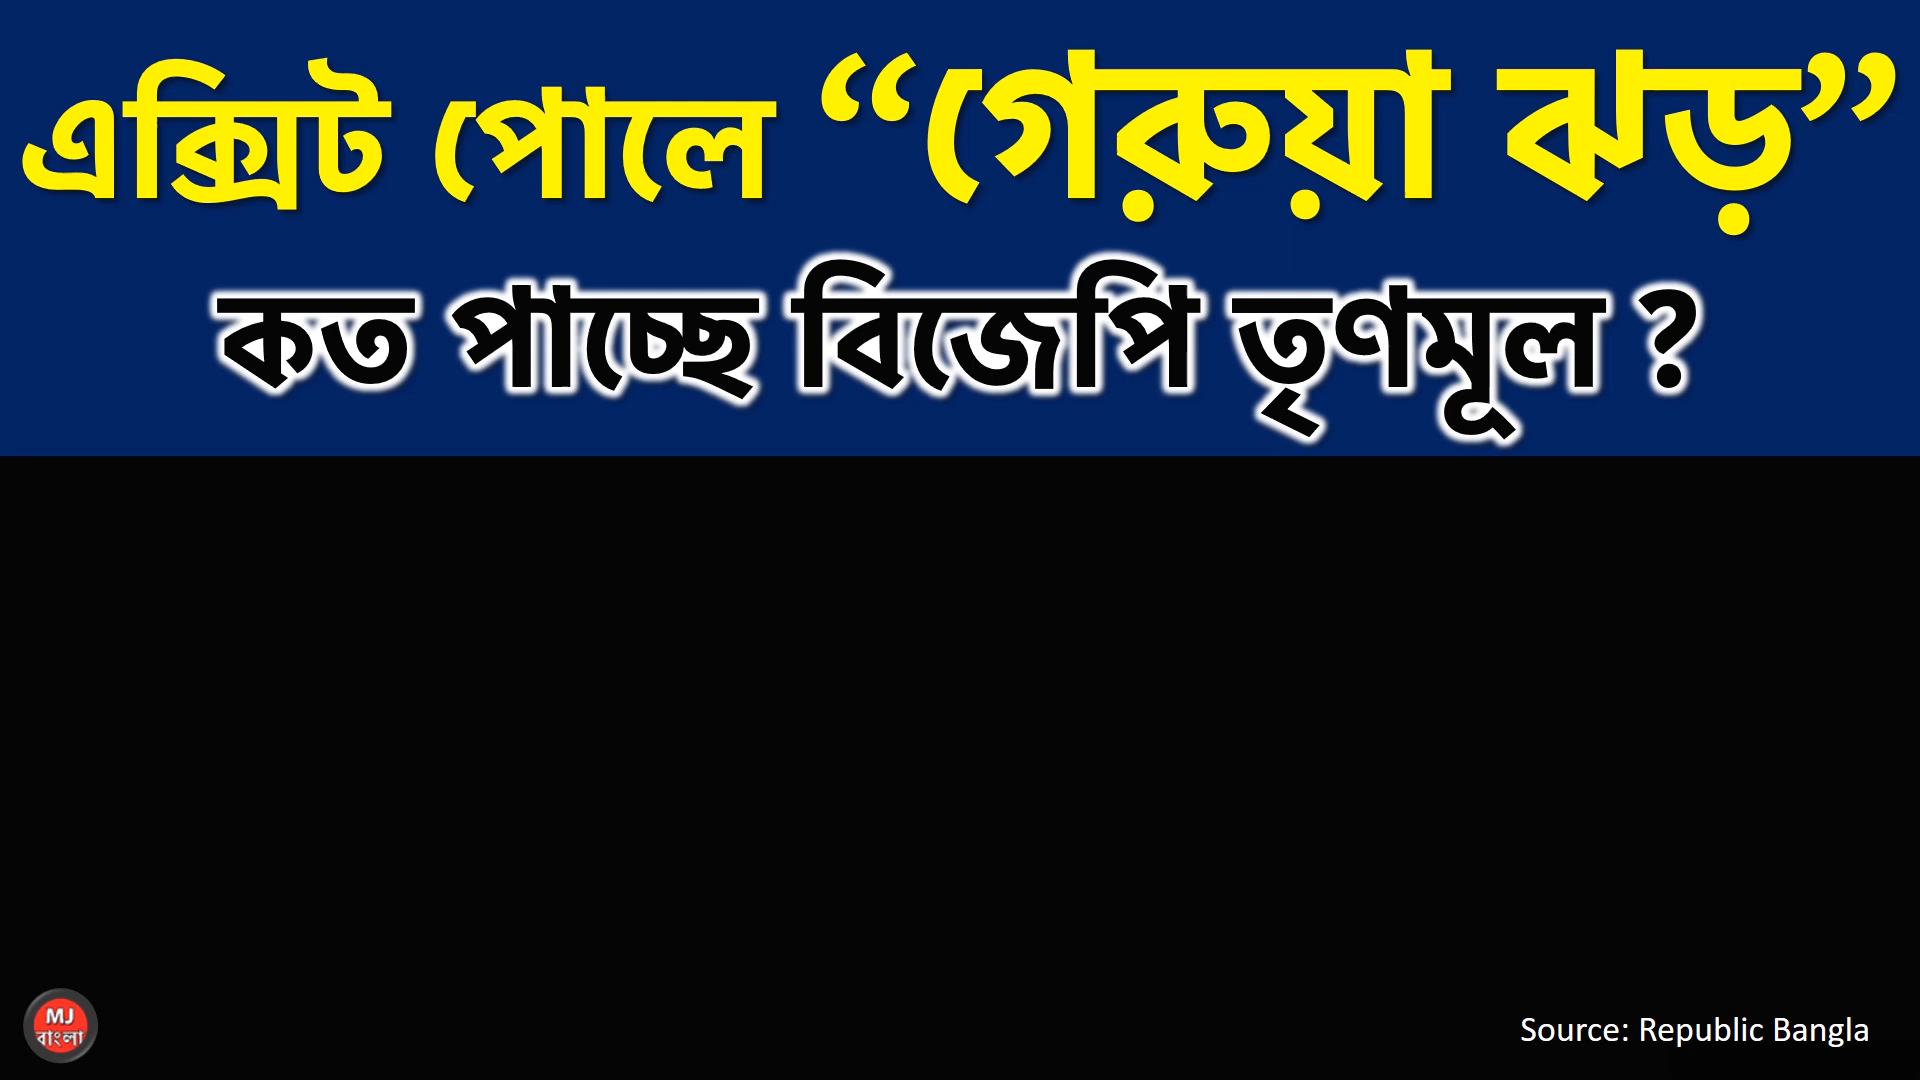 এক্সিট পোলে “গেরুয়া ঝড়”
কত পাচ্ছে বিজেপি তৃণমূল ?
MJ
বাংলা
Source: Republic Bangla